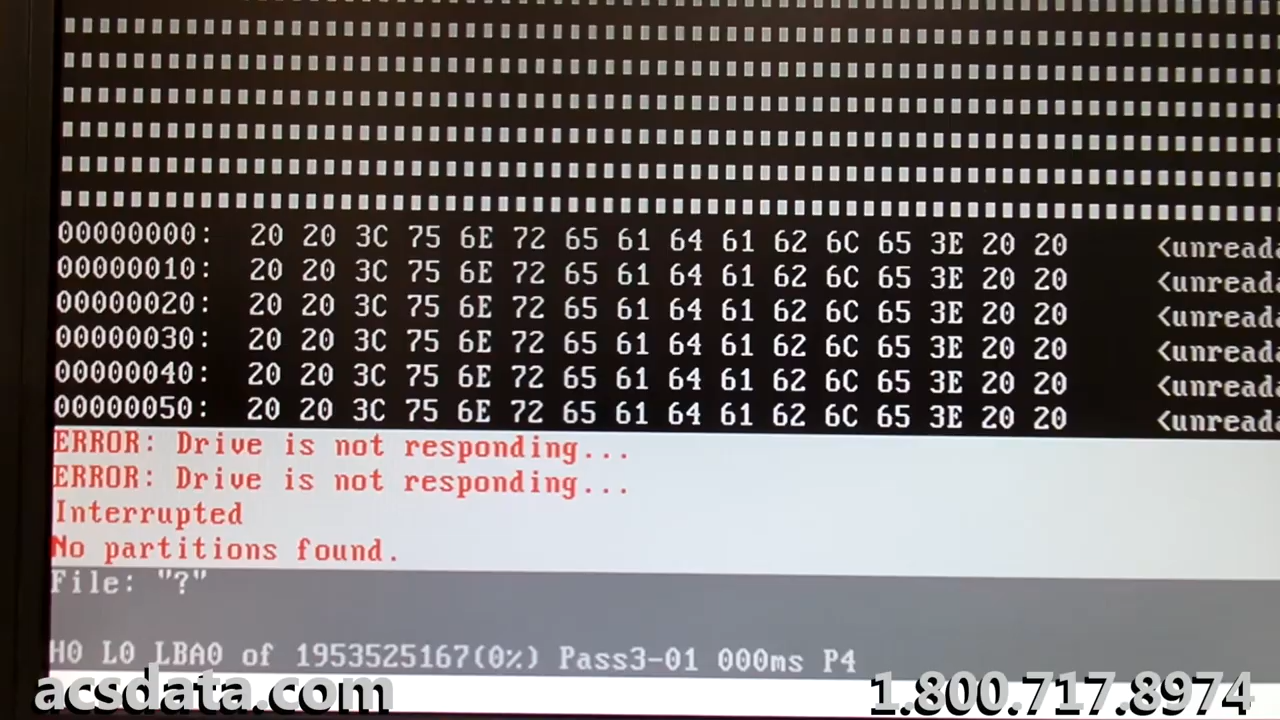 00000000: 20 20 3C 75 6E 72 65 61 64 61 62 6C 65 3E 20 20 <unreada
00000010: 20 20 3C 75 6E 72 65 61 64 61 62 6C 65 3E 20 20 <unreada
00000020: 20 20 3C 75 6E 72 65 61 64 61 62 6C 65 3E 20 20 <unreada
00000030: 20 20 3C 75 6E 72 65 61 64 61 62 6C 65 3E 20 20 <unreada
00000040: 20 20 3C 75 6E 72 65 61 64 61 62 6C 65 3E 20 20 <unreada
00000050: 20 20 3C 75 6E 72 65 61 64 61 62 6C 65 3E 20 20 <unreada
ERROR: Drive is not responding...
ERROR: Drive is not responding...
Interrupted
No partitions found.
File: "?"
H0 L0 LBA0 of 1953525167(0%) Pass3-01 000ms P4
acsdata.com 1.800.717.8974